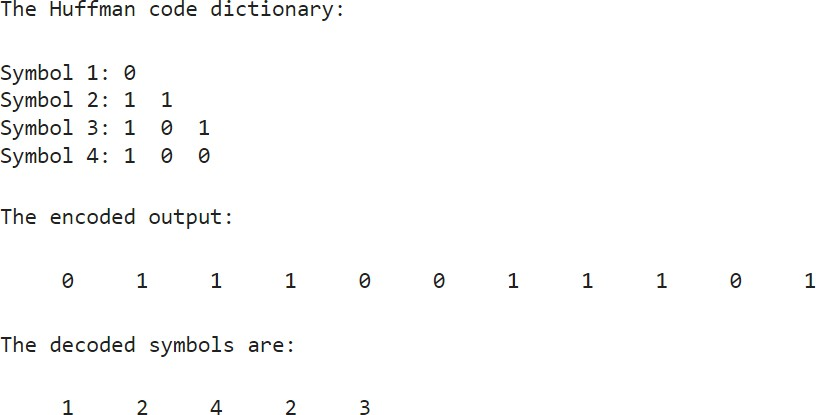 The Huffman code dictionary:
Symbol 1: 0
Symbol 2: 1 1
Symbol 3: 1 0 1
Symbol 4: 1 0 0
The encoded output:
0 1 1 1 0 0 1 1 1 0 1
The decoded symbols are:
1 2 4 2 3